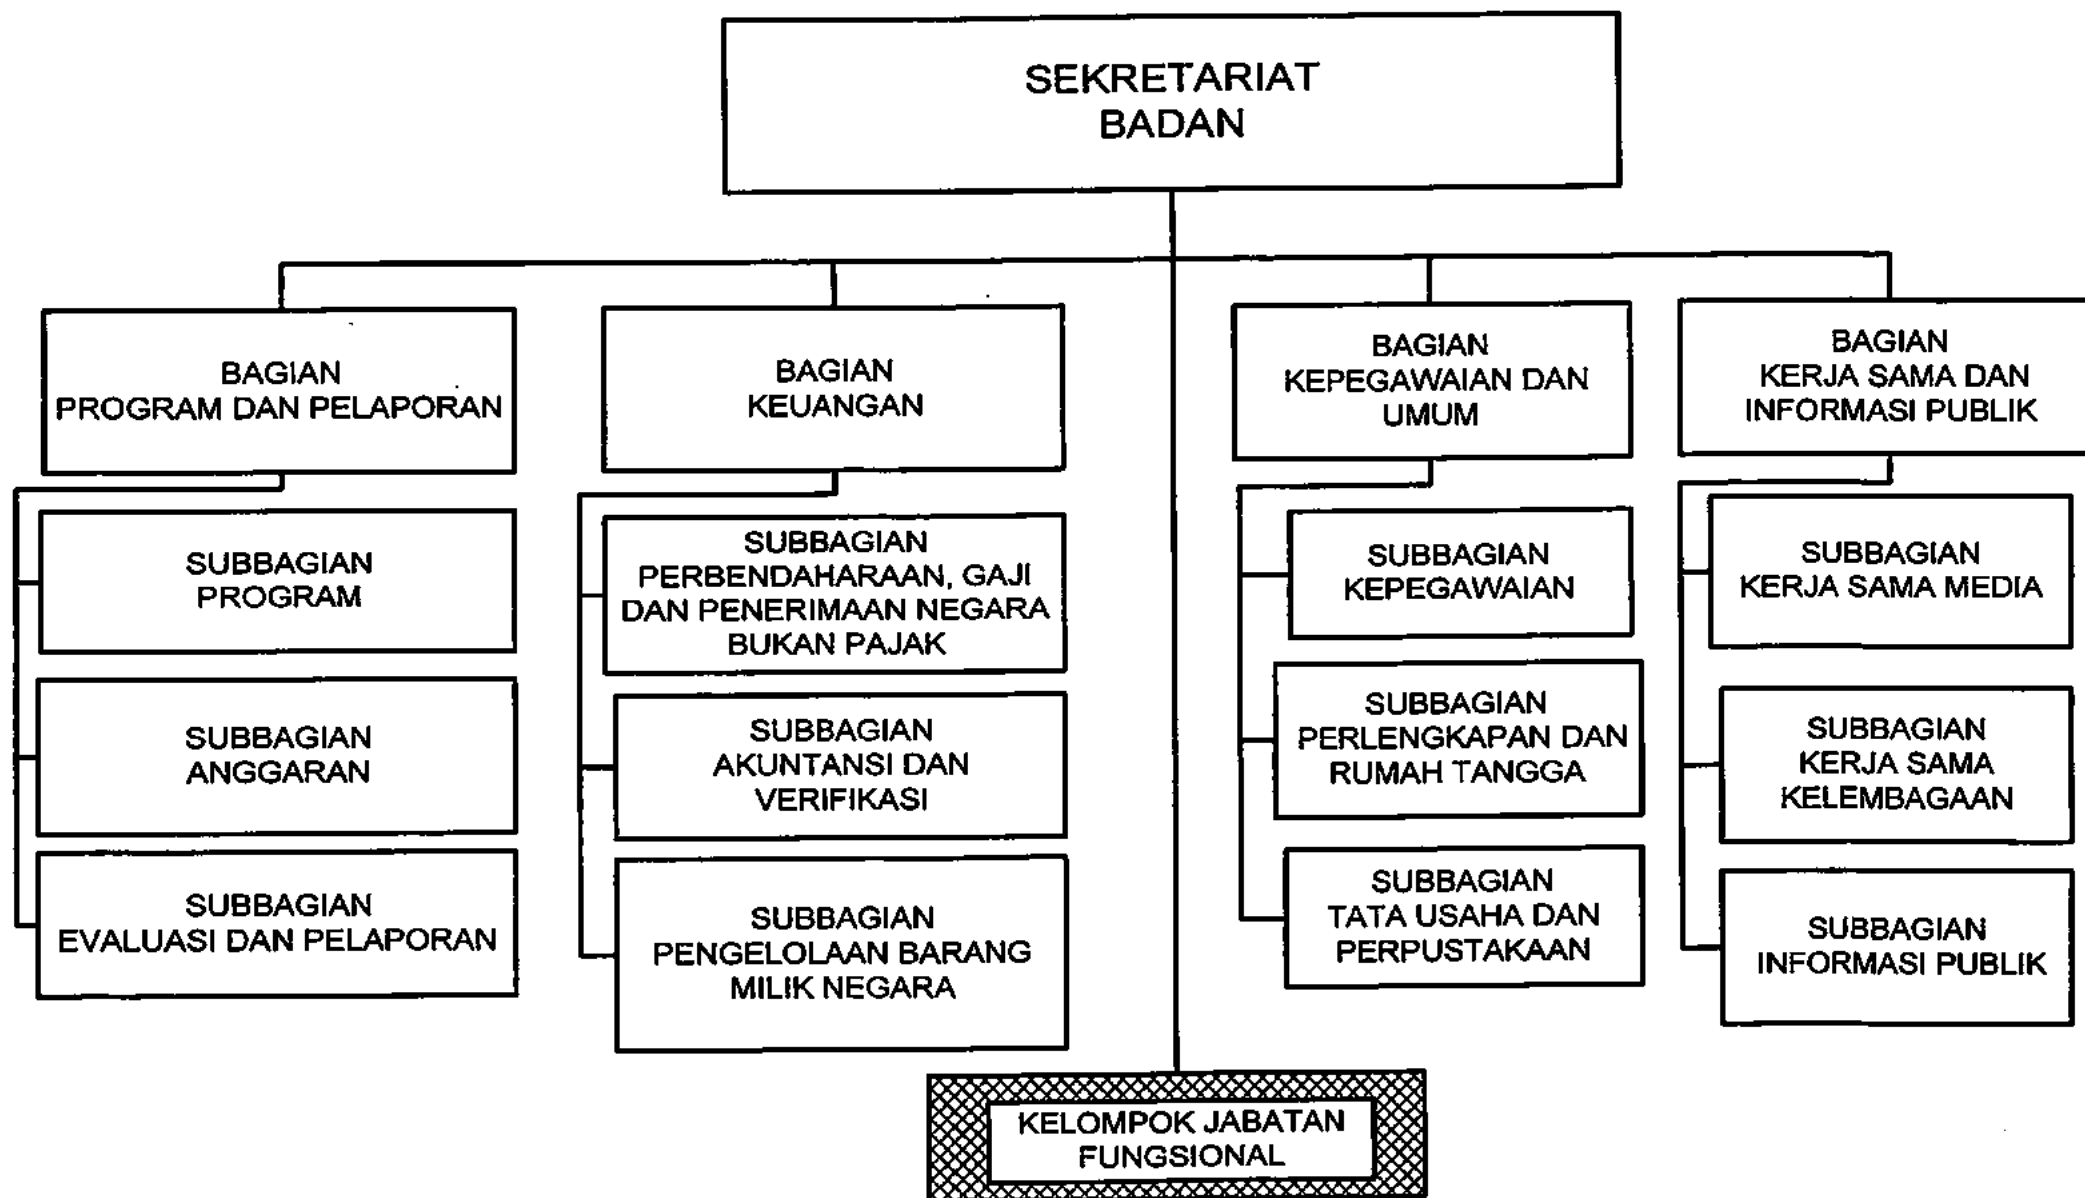 SEKRETARIAT
BADAN
BAGIAN
PROGRAM DAN PELAPORAN
SUBBAGIAN
PROGRAM
SUBBAGIAN
ANGGARAN
SUBBAGIAN
EVALUASI DAN PELAPORAN
BAGIAN
KEUANGAN
SUBBAGIAN
PERBENDAHARAAN, GAJI
DAN PENERIMAAN NEGARA
BUKAN PAJAK
SUBBAGIAN
AKUNTANSI DAN
VERIFIKASI
SUBBAGIAN
PENGELOLAAN BARANG
MILIK NEGARA
BAGIAN
KEPEGAWAIAN DAN
UMUM
SUBBAGIAN
KEPEGAWAIAN
SUBBAGIAN
PERLENGKAPAN DAN
RUMAH TANGGA
SUBBAGIAN
TATA USAHA DAN
PERPUSTAKAAN
BAGIAN
KERJA SAMA DAN
INFORMASI PUBLIK
SUBBAGIAN
KERJA SAMA MEDIA
SUBBAGIAN
KERJA SAMA
KELEMBAGAAN
SUBBAGIAN
INFORMASI PUBLIK
KELOMPOK JABATAN
FUNGSIONAL